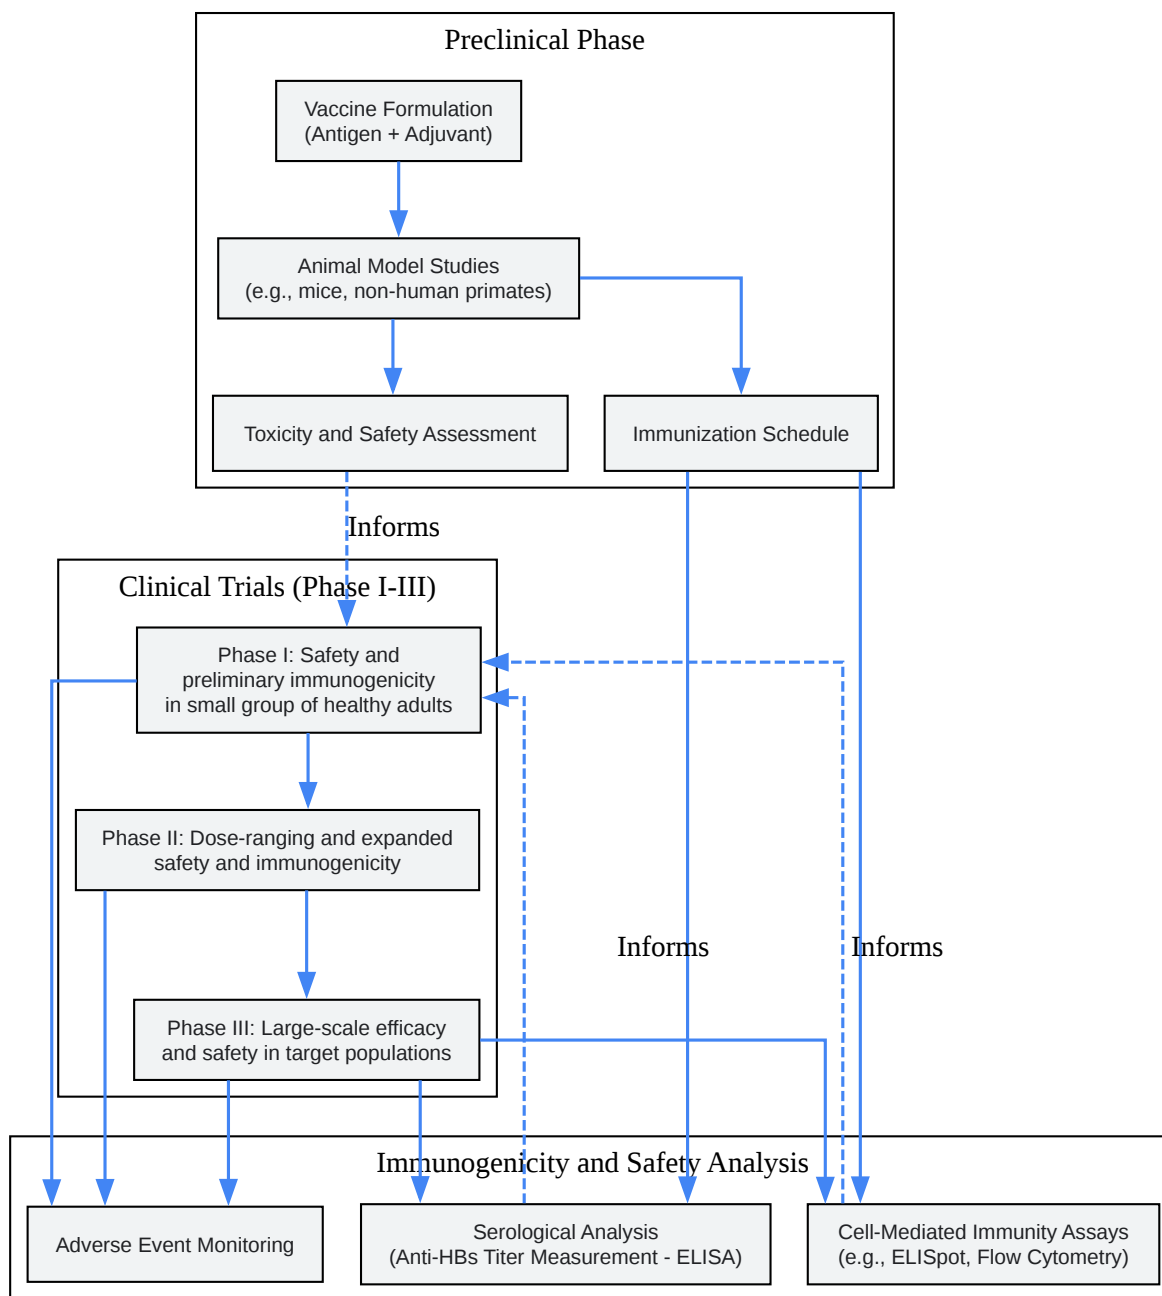 Preclinical Phase
Vaccine Formulation
(Antigen + Adjuvant)
Animal Model Studies
(e.g., mice, non-human primates)
Toxicity and Safety Assessment
Immunization Schedule
Informs
Clinical Trials (Phase I-III)
Phase I: Safety and
preliminary immunogenicity
in small group of healthy adults
Phase II: Dose-ranging and expanded
safety and immunogenicity
Informs
Informs
Phase III: Large-scale efficacy
and safety in target populations
Immunogenicity and Safety Analysis
Adverse Event Monitoring
Serological Analysis
(Anti-HBs Titer Measurement - ELISA)
Cell-Mediated Immunity Assays
(e.g., ELISpot, Flow Cytometry)